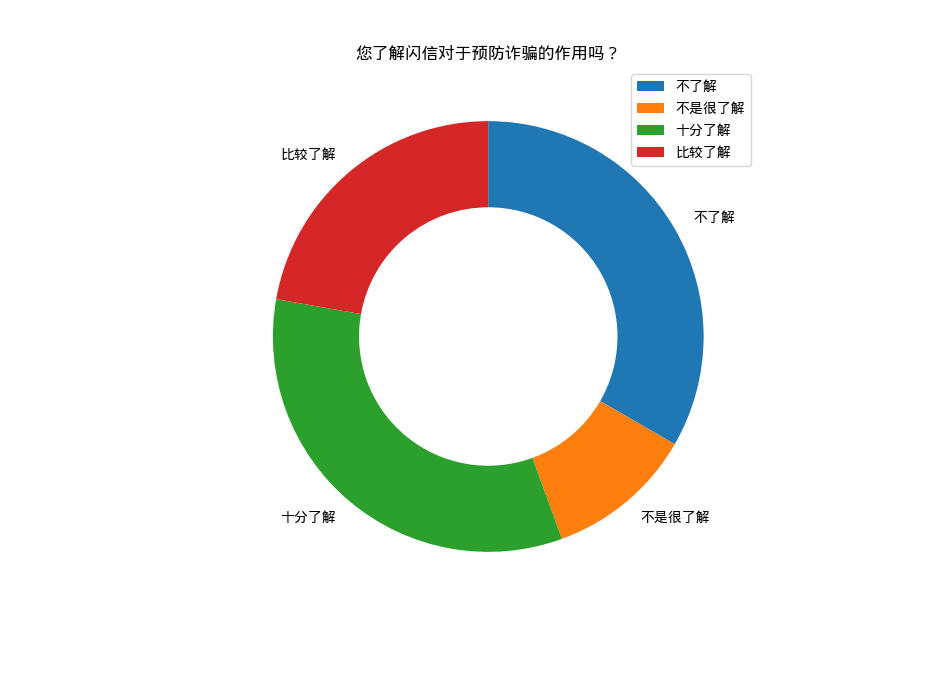 您了解闪信对于预防诈骗的作用吗？
不了解
不是很了解
十分了解
比较了解
比较了解
不了解
十分了解
不是很了解